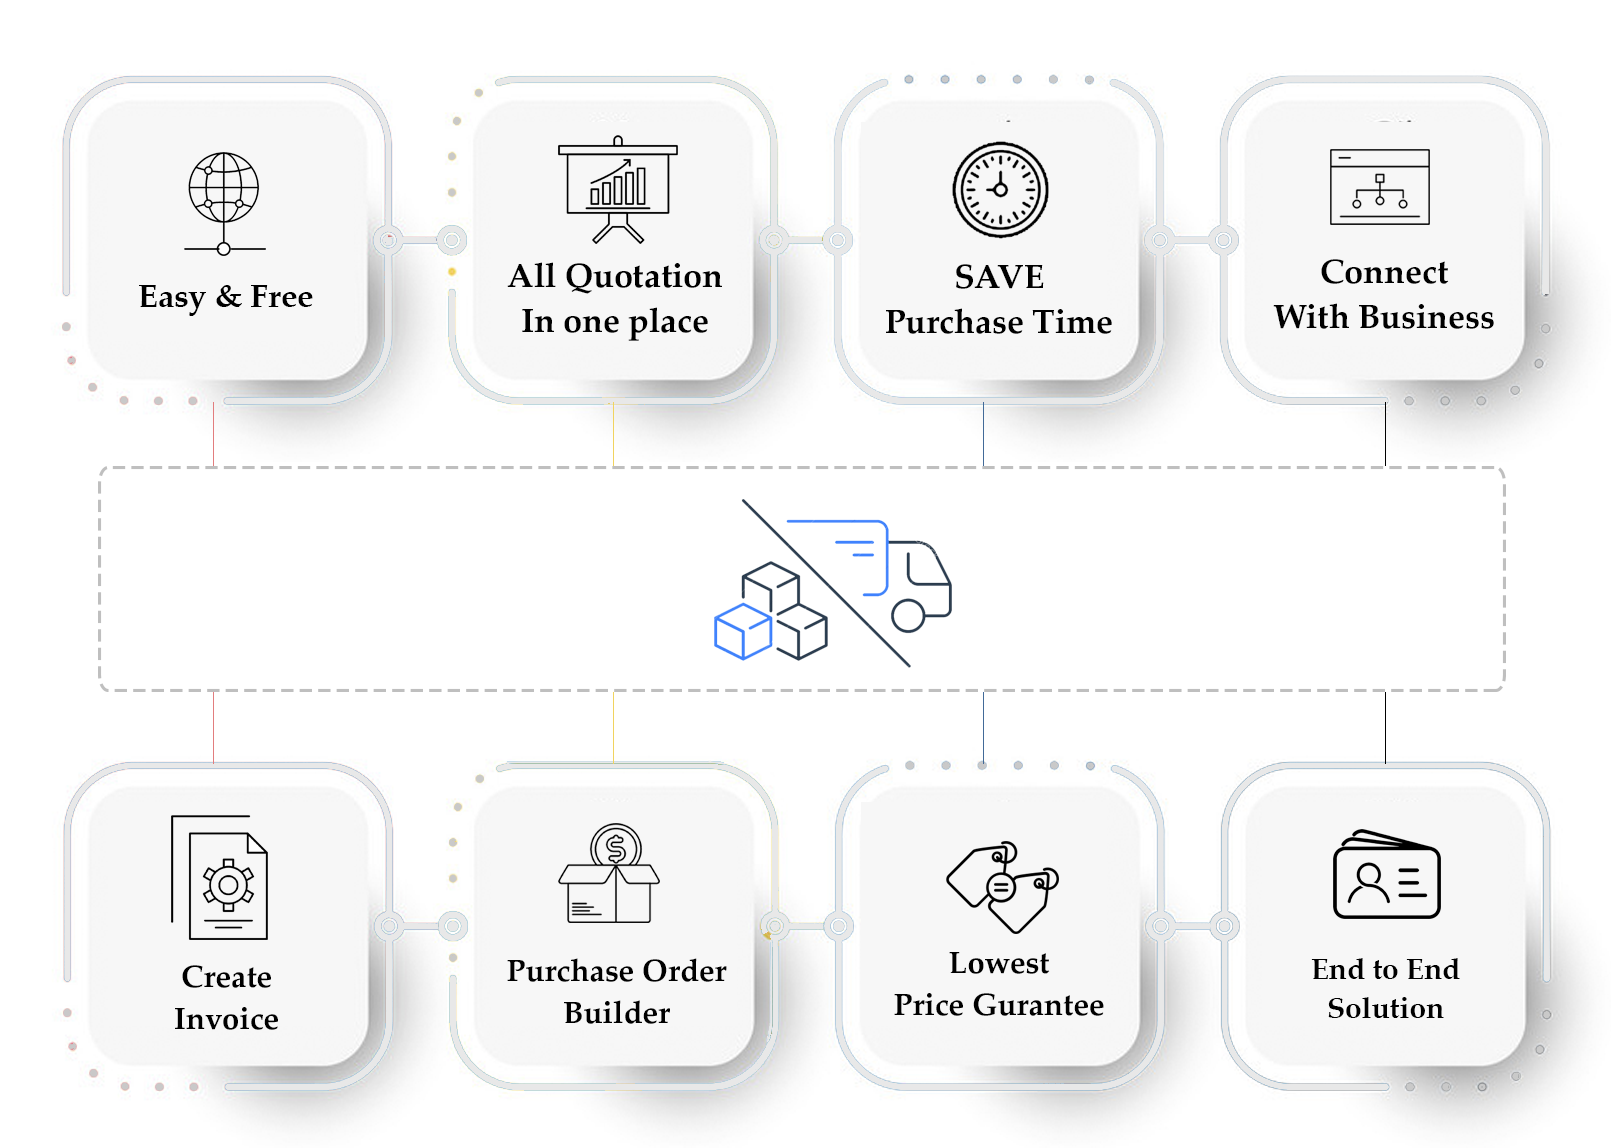 Easy & Free
All Quotation
In one place
SAVE
Purchase Time
Connect
With Business
Create
Invoice
Purchase Order
Builder
Lowest
Price Gurantee
End to End
Solution